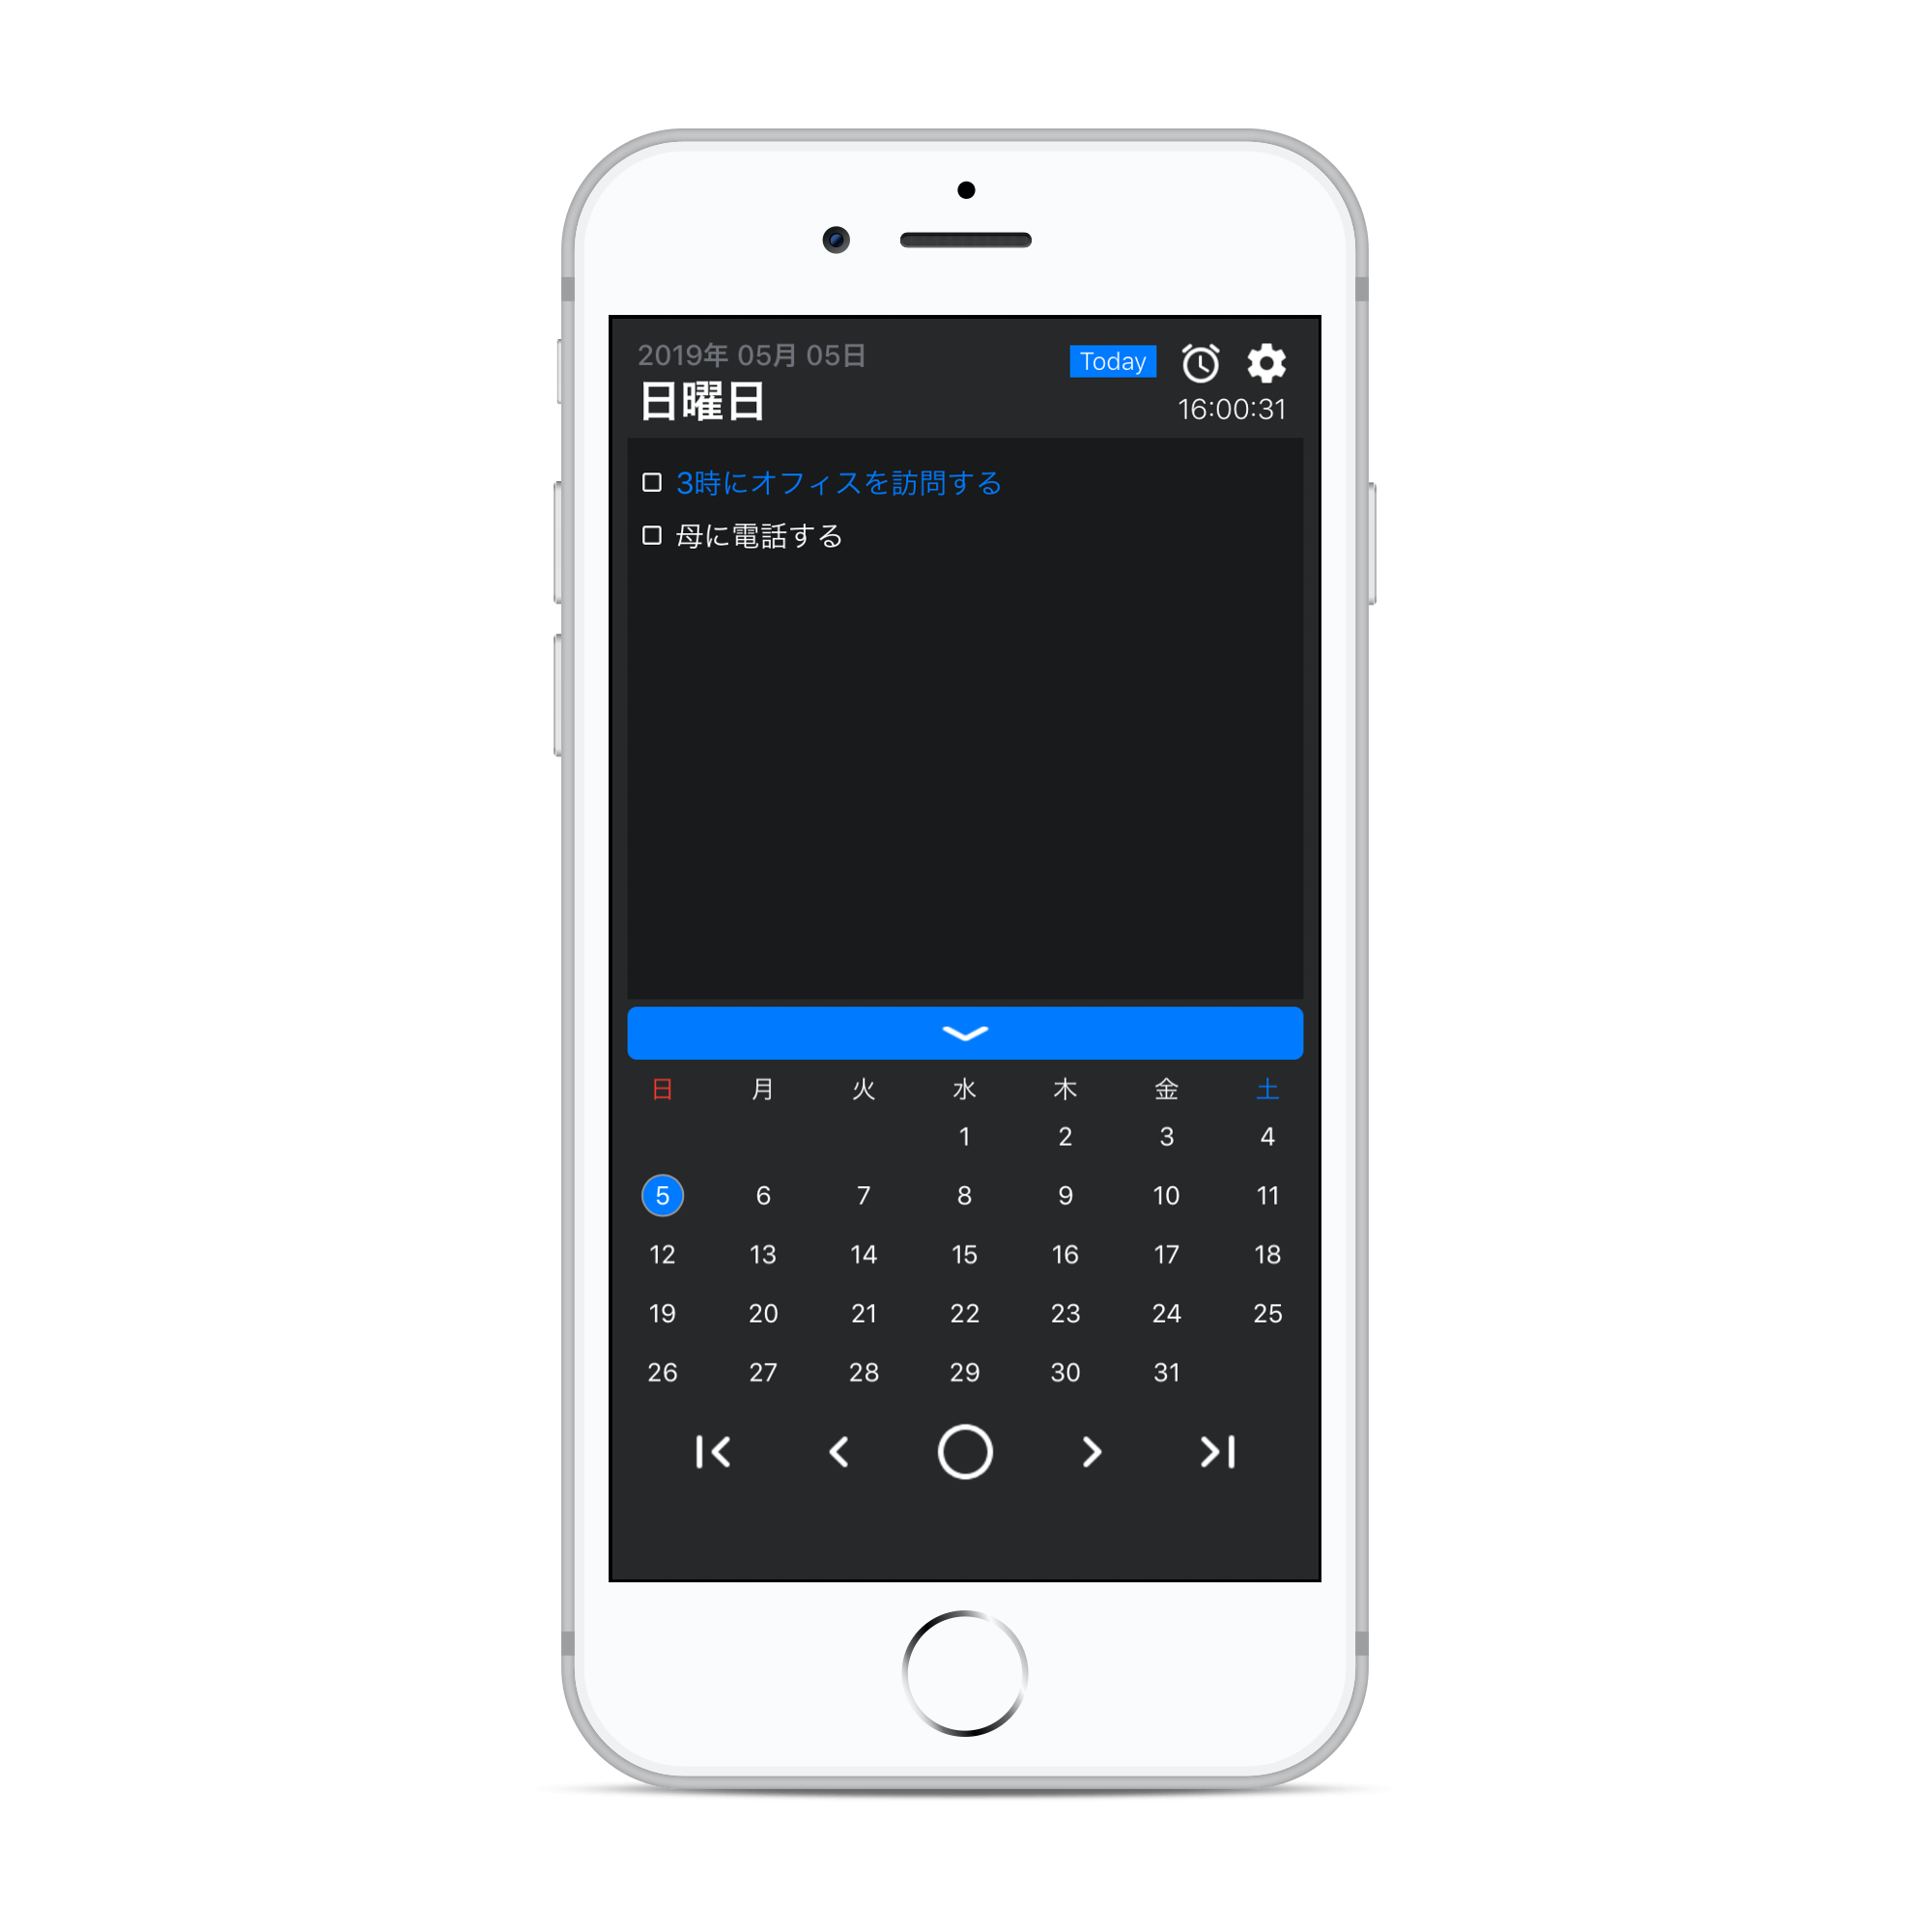 2019年 05月 05日
Today
日曜日
16:00:31
3時にオフィスを訪問する
母に電話する
日 月 火 水 木 金 土
1 2 3 4
5 6 7 8 9 10 11
12 13 14 15 16 17 18
19 20 21 22 23 24 25
26 27 28 29 30 31